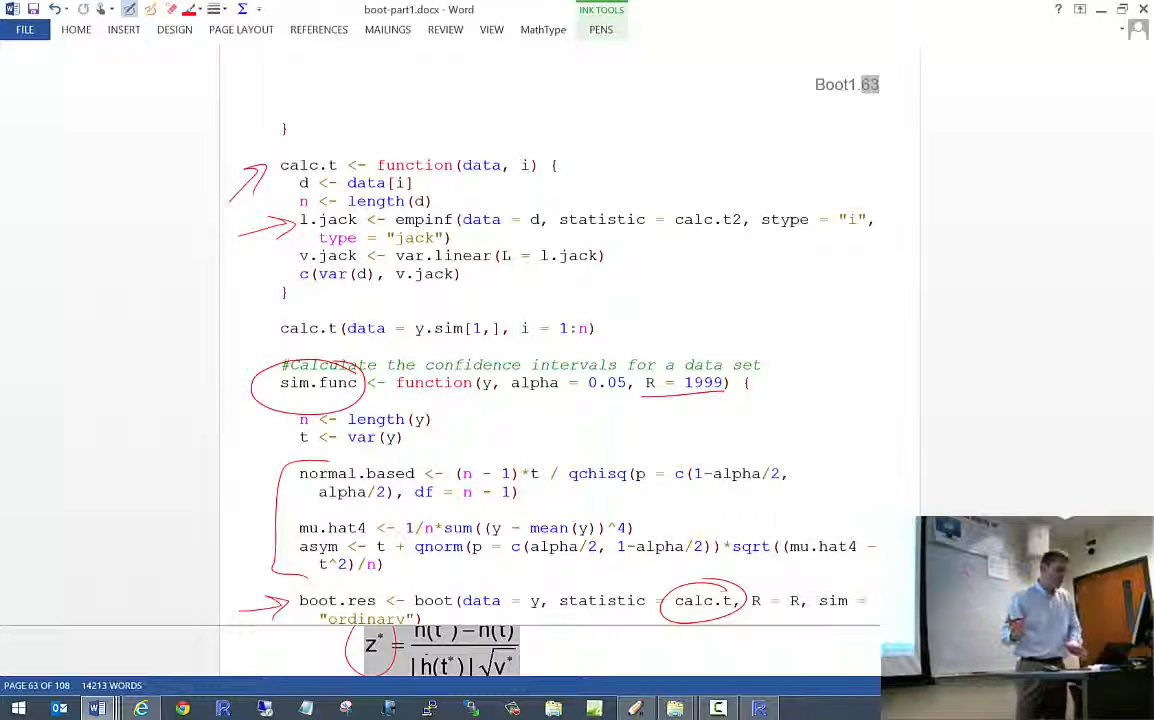 boot-part1.docx - Word
INK TOOLS
FILE HOME INSERT DESIGN PAGE LAYOUT REFERENCES MAILINGS REVIEW VIEW MathType PENS
Boot1.63
}
calc.t <- function(data, i) {
d <- data[i]
n <- length(d)
l.jack <- empinf(data = d, statistic = calc.t2, stype = "i",
type = "jack")
v.jack <- var.linear(L = l.jack)
c(var(d), v.jack)
}
calc.t(data = y.sim[1,], i = 1:n)
#Calculate the confidence intervals for a data set
sim.func <- function(y, alpha = 0.05, R = 1999) {
n <- length(y)
t <- var(y)
normal.based <- (n - 1)*t / qchisq(p = c(1-alpha/2,
alpha/2), df = n - 1)
mu.hat4 <- 1/n*sum((y - mean(y))^4)
asym <- t + qnorm(p = c(alpha/2, 1-alpha/2))*sqrt((mu.hat4 -
t^2)/n)
boot.res <- boot(data = y, statistic = calc.t, R = R, sim =
"ordinary")
z* = h(t*) – h(t)
|h(t*)|√v*
PAGE 63 OF 108 14213 WORDS